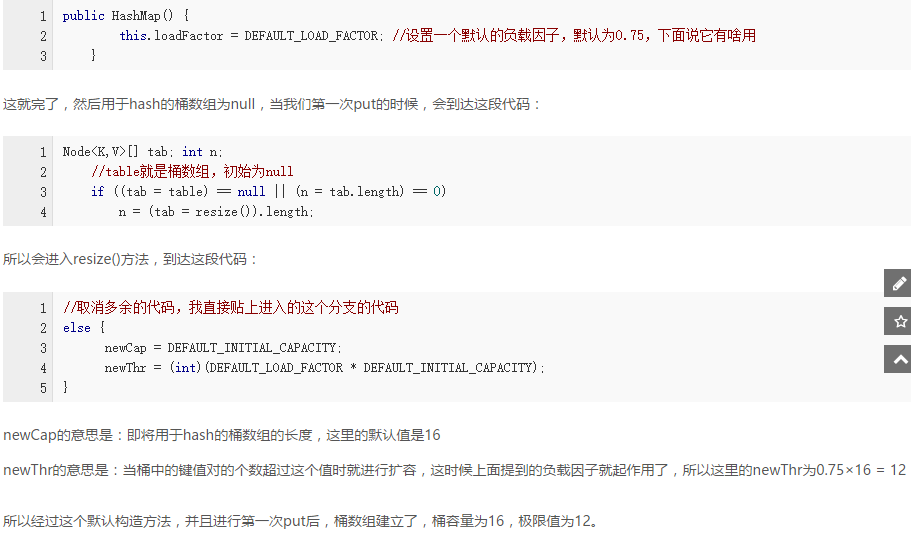 1 public HashMap() {
2 this.loadFactor = DEFAULT_LOAD_FACTOR; //设置一个默认的负载因子，默认为0.75，下面说它有啥用
3 }
这就完了，然后用于hash的桶数组为null，当我们第一次put的时候，会到达这段代码：
1 Node<K,V>[] tab; int n;
2 //table就是桶数组，初始为null
3 if ((tab = table) == null || (n = tab.length) == 0)
4 n = (tab = resize()).length;
所以会进入resize()方法，到达这段代码：
1 //取消多余的代码，我直接贴上进入的这个分支的代码
2 else {
3 newCap = DEFAULT_INITIAL_CAPACITY;
4 newThr = (int)(DEFAULT_LOAD_FACTOR * DEFAULT_INITIAL_CAPACITY);
5 }
newCap的意思是：即将用于hash的桶数组的长度，这里的默认值是16
newThr的意思是：当桶中的键值对的个数超过这个值时就进行扩容，这时候上面提到的负载因子就起作用了，所以这里的newThr为0.75×16 = 12
所以经过这个默认构造方法，并且进行第一次put后，桶数组建立了，桶容量为16，极限值为12。